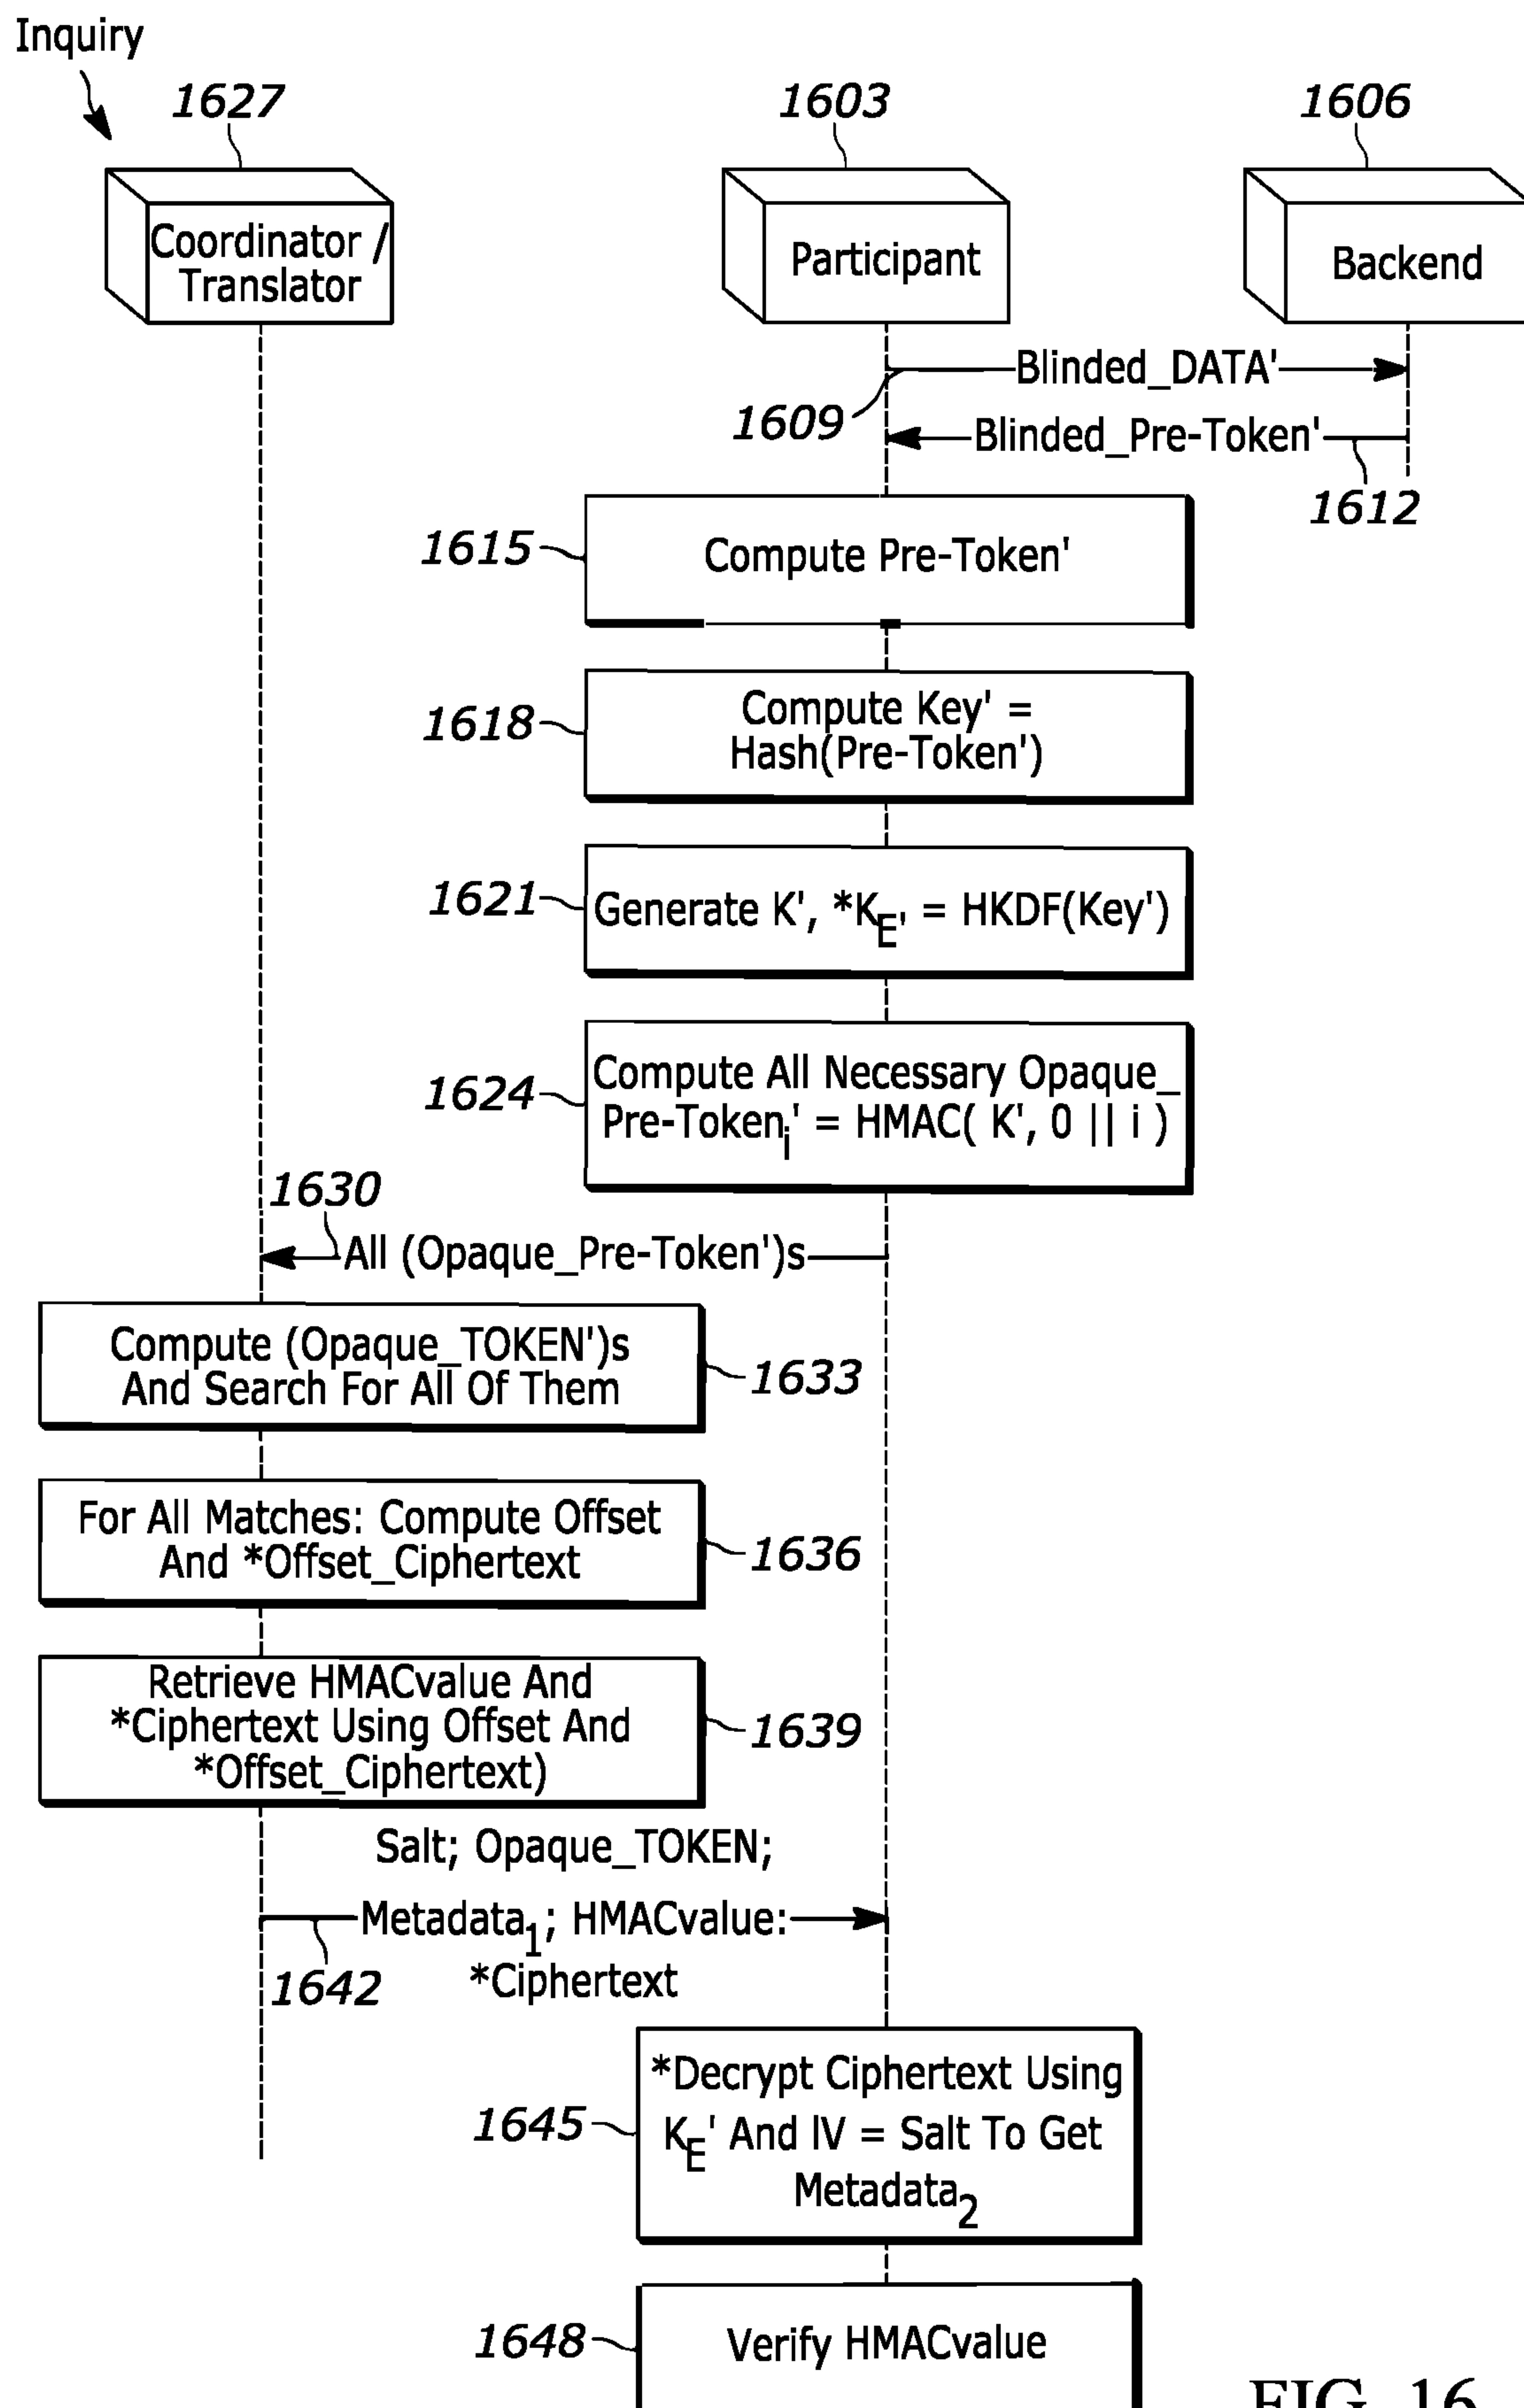 Inquiry
1627
1603
1606
Coordinator /
Translator
Participant
Backend
Blinded_DATA'
1609
Blinded_Pre-Token'
1612
1615
Compute Pre-Token'
1618
Compute Key' =
Hash(Pre-Token')
1621
Generate K', *KE' = HKDF(Key')
1624
Compute All Necessary Opaque_
Pre-Tokeni' = HMAC( K', 0 || i )
1630
All (Opaque_Pre-Token')s
Compute (Opaque_TOKEN')s
And Search For All Of Them
1633
For All Matches: Compute Offset
And *Offset_Ciphertext
1636
Retrieve HMACvalue And
*Ciphertext Using Offset And
*Offset_Ciphertext)
1639
Salt; Opaque_TOKEN;
Metadata1; HMACvalue:
*Ciphertext
1642
1645
*Decrypt Ciphertext Using
KE' And IV = Salt To Get
Metadata2
1648
Verify HMACvalue
FIG. 16